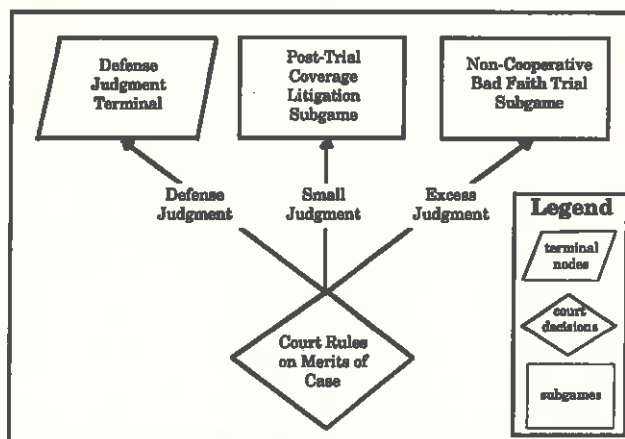 Defense
Judgment
Terminal
Post-Trial
Coverage
Litigation
Subgame
Non-Cooperative
Bad Faith Trial
Subgame
Defense
Judgment
Small
Judgment
Excess
Judgment
Court Rules
on Merits of
Case
Legend
terminal
nodes
court
decisions
subgames